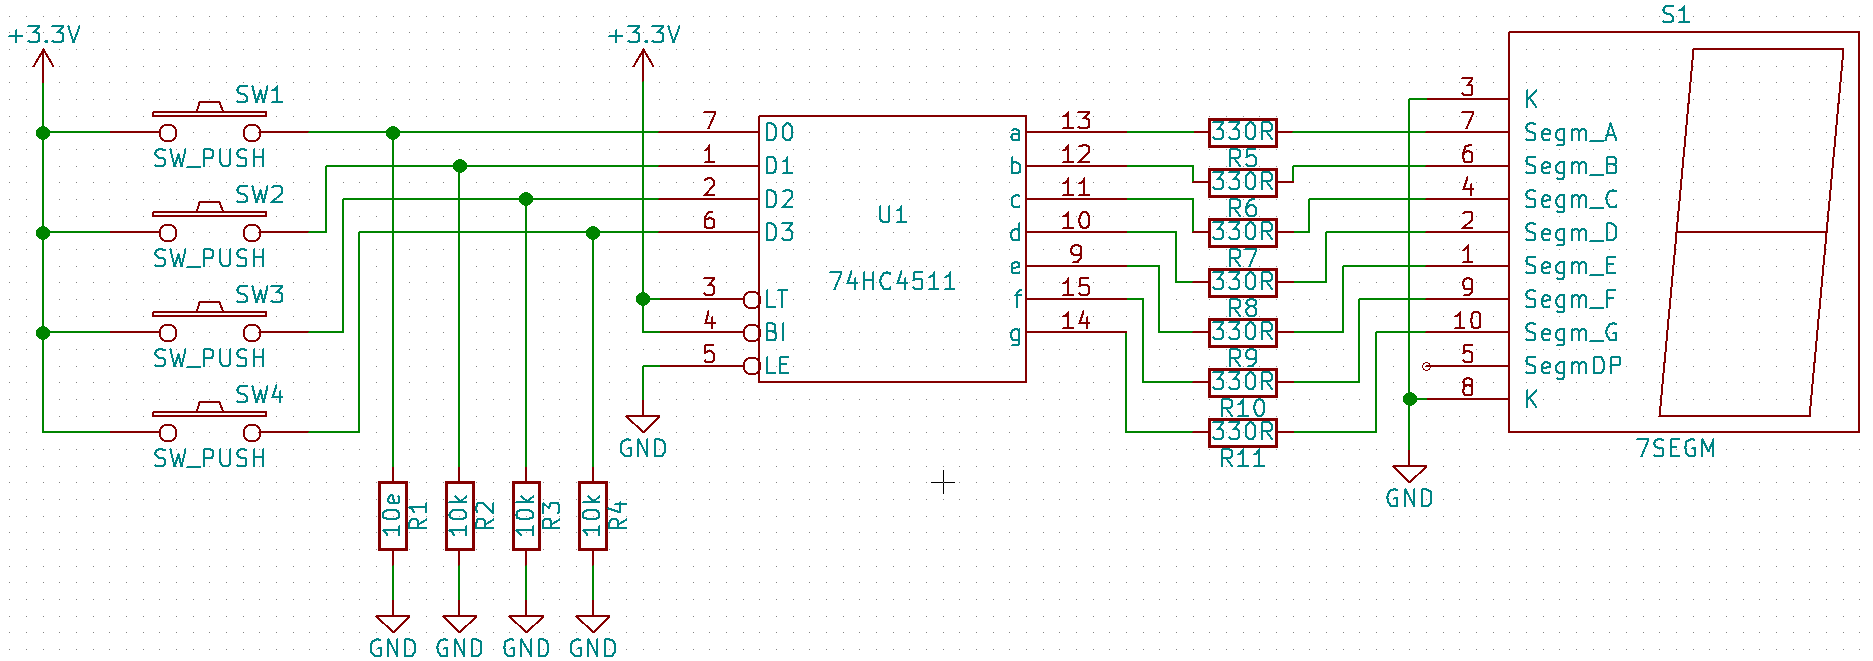 S1
+3.3V
+3.3V
SW1
SW_PUSH
SW2
SW_PUSH
SW3
SW_PUSH
SW4
SW_PUSH
10e R1
10k R2
10k R3
10k R4
GND GND GND GND
7 D0
1 D1
2 D2
6 D3
3 LT
4 BI
5 LE
GND
U1
74HC4511
a 13
b 12
c 11
d 10
e 9
f 15
g 14
330R
R5
330R
R6
330R
R7
330R
R8
330R
R9
330R
R10
330R
R11
3 K
7 Segm_A
6 Segm_B
4 Segm_C
2 Segm_D
1 Segm_E
9 Segm_F
10 Segm_G
5 SegmDP
8 K
7SEGM
GND